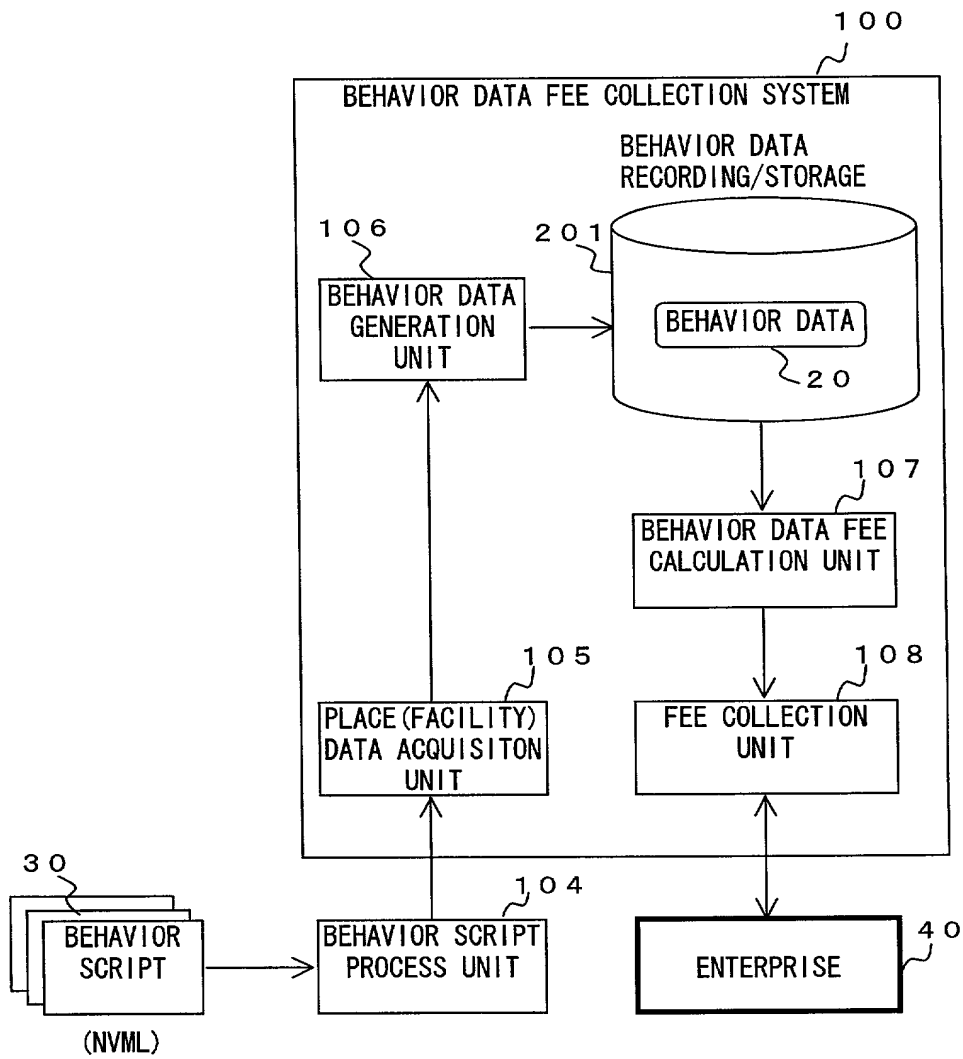 100
BEHAVIOR DATA FEE COLLECTION SYSTEM
BEHAVIOR DATA
RECORDING/STORAGE
106
201
BEHAVIOR DATA
GENERATION
UNIT
BEHAVIOR DATA
20
107
BEHAVIOR DATA FEE
CALCULATION UNIT
105
108
PLACE(FACILITY)
DATA ACQUISITON
UNIT
FEE COLLECTION
UNIT
30
104
40
BEHAVIOR
SCRIPT
BEHAVIOR SCRIPT
PROCESS UNIT
ENTERPRISE
(NVML)